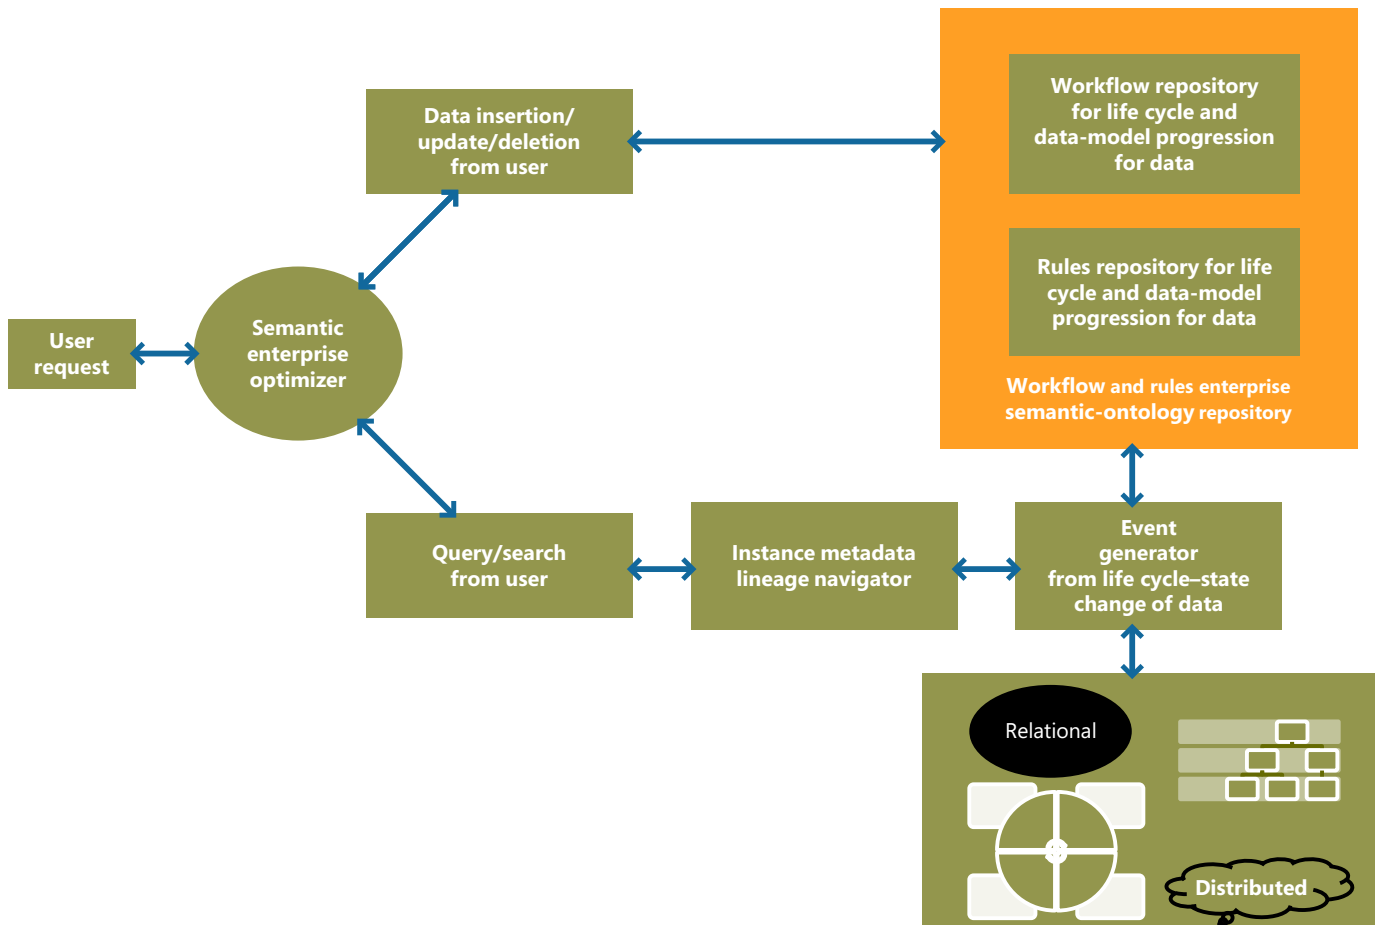 Workflow repository
for life cycle and
data-model progression
for data
Data insertion/
update/deletion
from user
Rules repository for life
cycle and data-model
progression for data
User
request
Semantic
enterprise
optimizer
Workflow and rules enterprise
semantic-ontology repository
Query/search
from user
Instance metadata
lineage navigator
Event
generator
from life cycle–state
change of data
Relational
Distributed